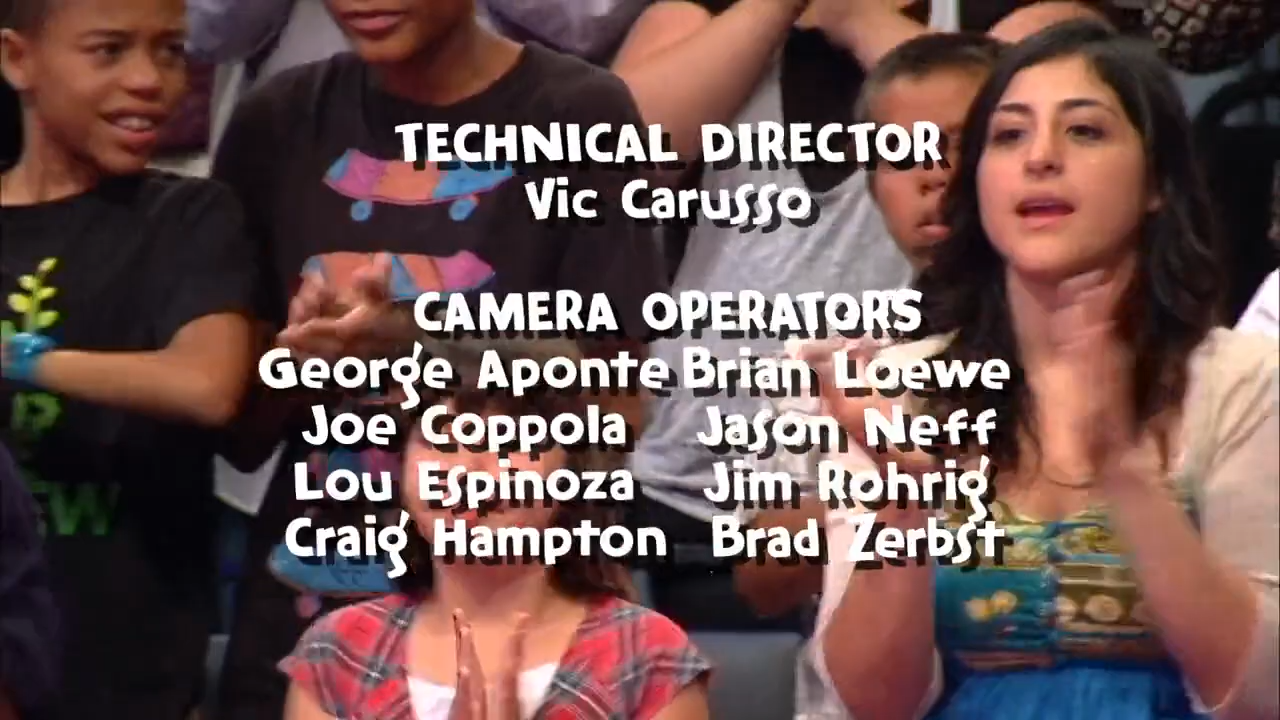 TECHNICAL DIRECTOR
Vic Carusso
CAMERA OPERATORS
George Aponte Brian Loewe
Joe Coppola Jason Neff
Lou Espinoza Jim Rohrig
Craig Hampton Brad Zerbst